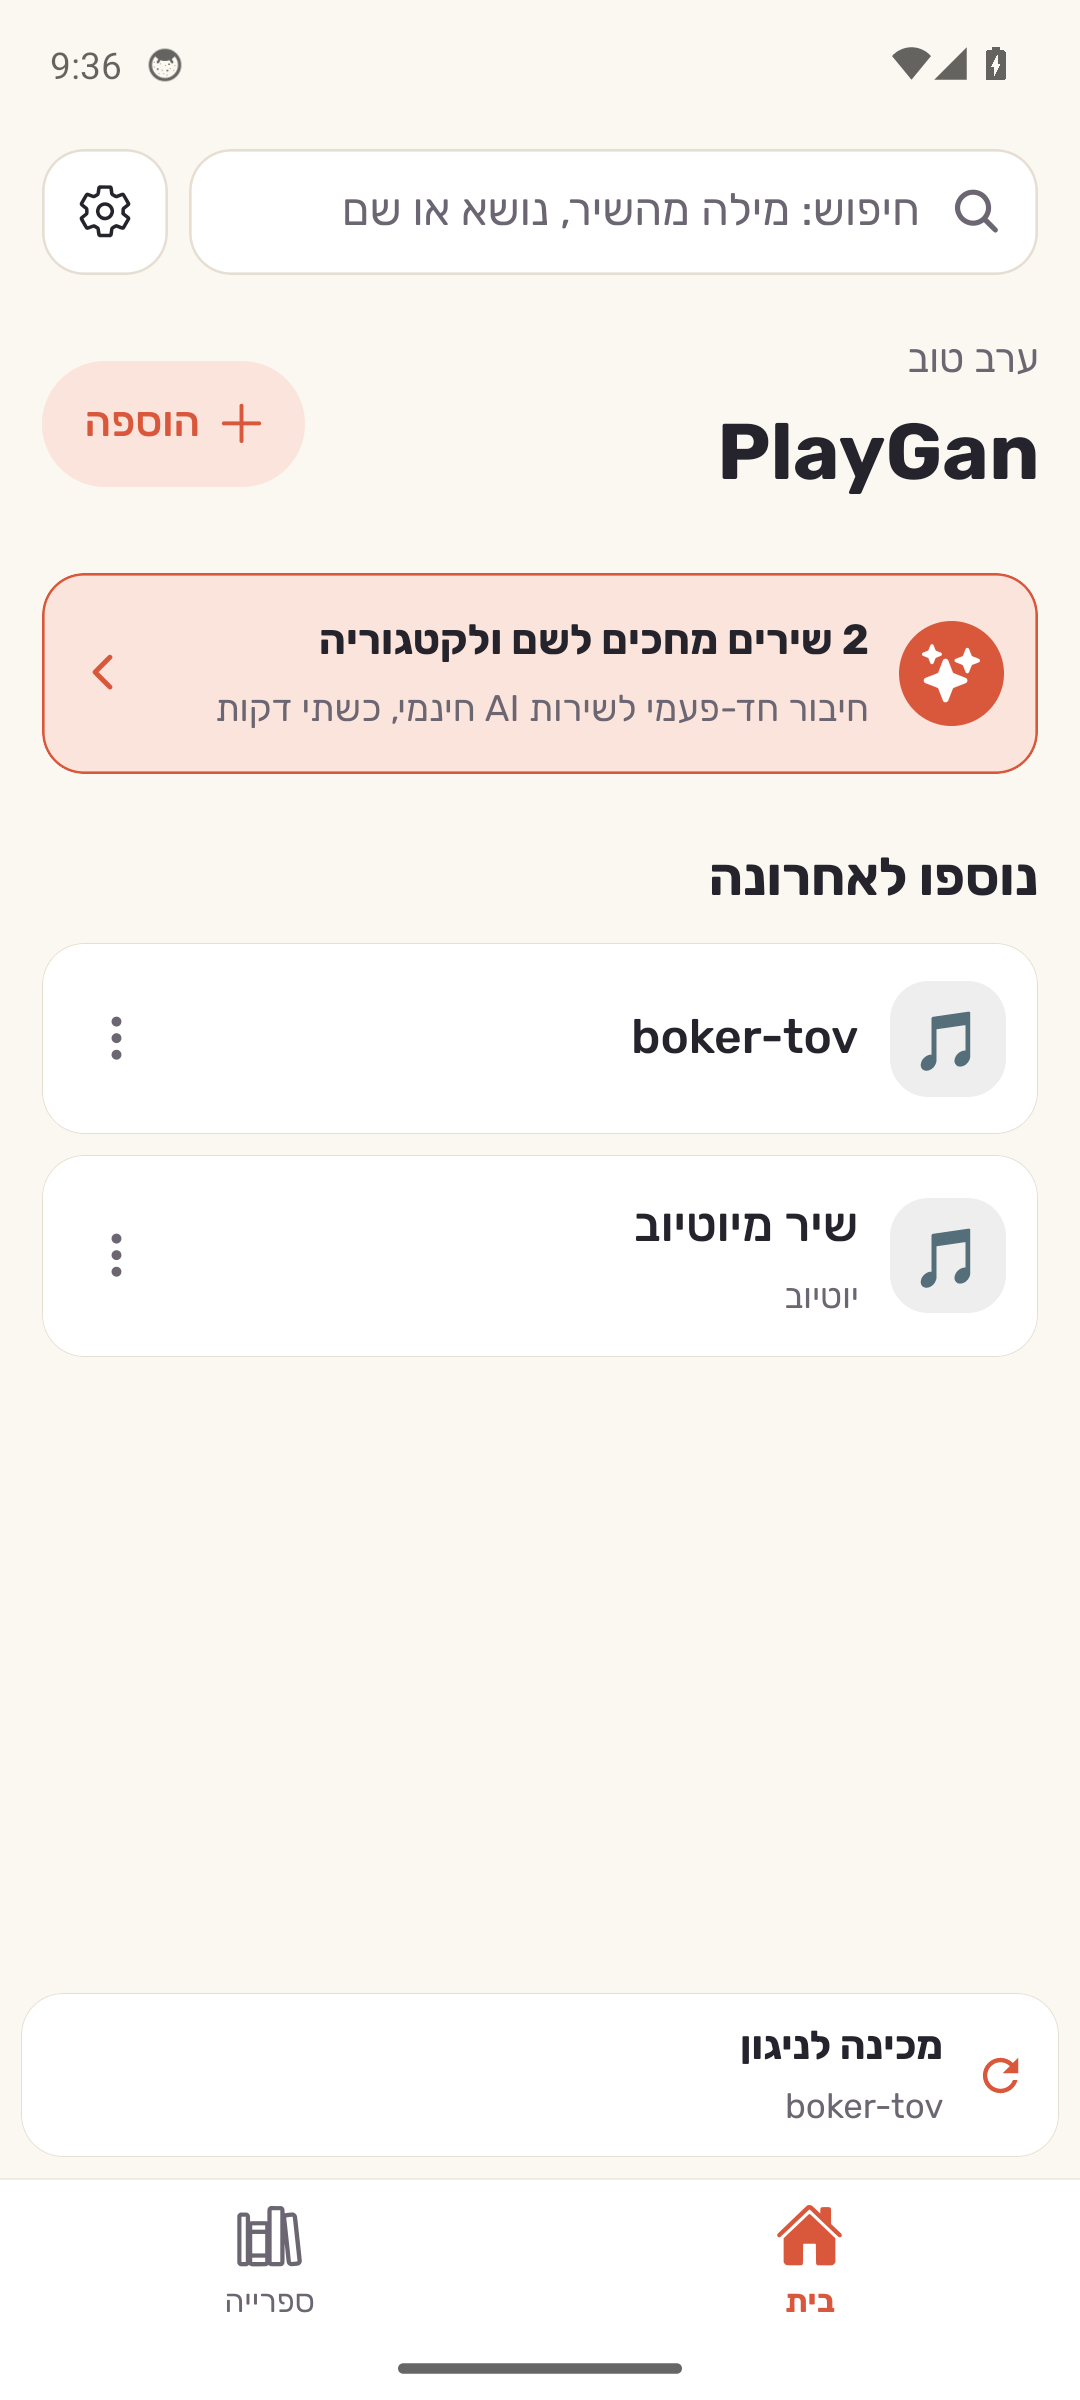 9:36
חיפוש: מילה מהשיר, נושא או שם
ערב טוב
PlayGan
הוספה
2 שירים מחכים לשם ולקטגוריה
חיבור חד-פעמי לשירות AI חינמי, כשתי דקות
נוספו לאחרונה
boker-tov
שיר מיוטיוב
יוטיוב
מכינה לניגון
boker-tov
בית
ספרייה